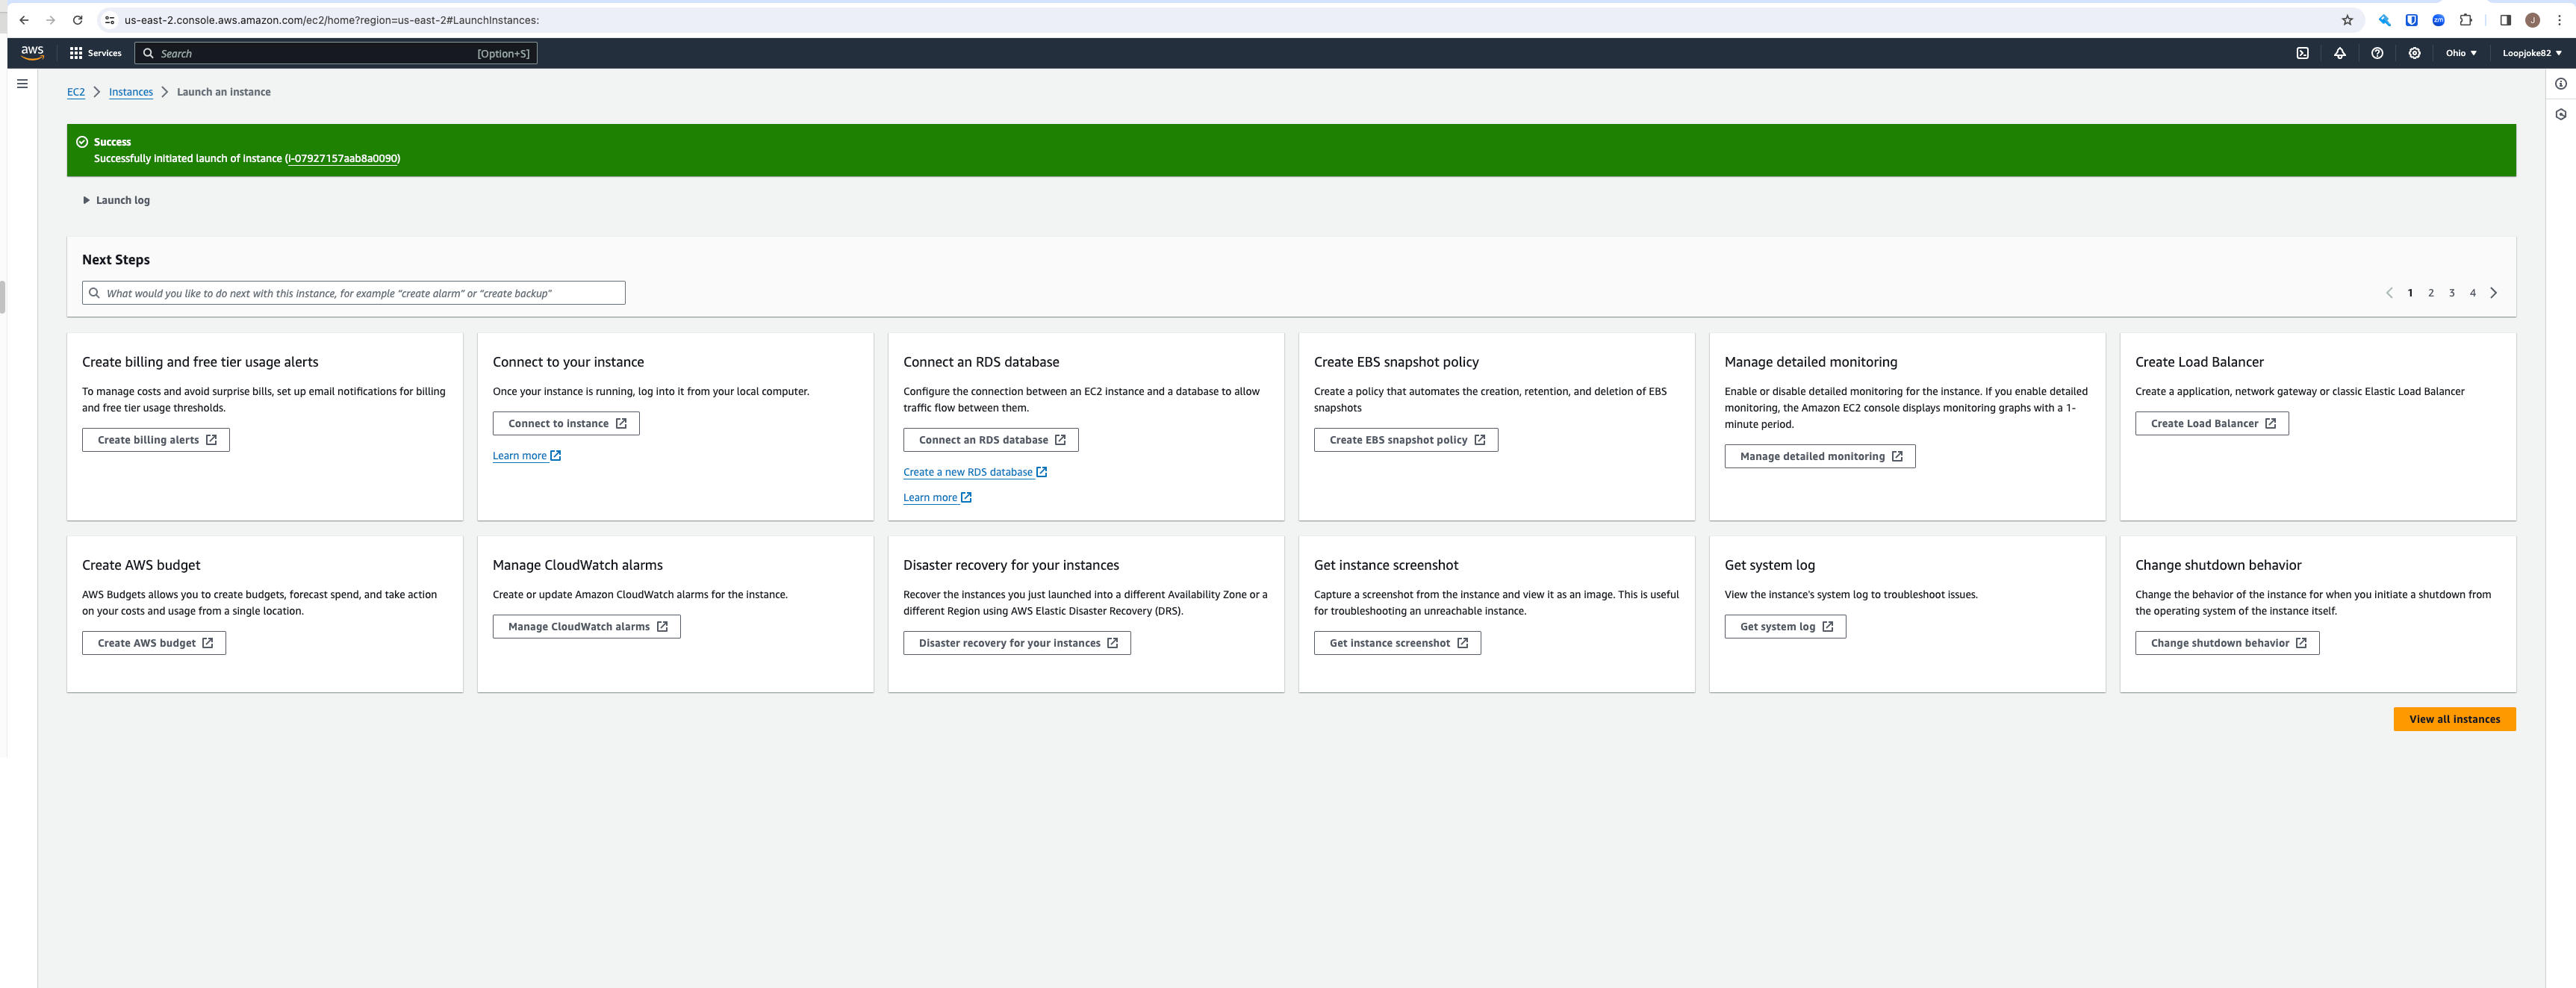 us-east-2.console.aws.amazon.com/ec2/home?region=us-east-2#LaunchInstances:
zm
J
aws
Services
Search
[Option+S]
Ohio
Loopjoke82
EC2
Instances
Launch an instance
Success
Successfully initiated launch of instance (i-07927157aab8a0090)
Launch log
Next Steps
What would you like to do next with this instance, for example “create alarm” or “create backup”
1 2 3 4
Create billing and free tier usage alerts
To manage costs and avoid surprise bills, set up email notifications for billing
and free tier usage thresholds.
Create billing alerts
Connect to your instance
Once your instance is running, log into it from your local computer.
Connect to instance
Learn more
Connect an RDS database
Configure the connection between an EC2 instance and a database to allow
traffic flow between them.
Connect an RDS database
Create a new RDS database
Learn more
Create EBS snapshot policy
Create a policy that automates the creation, retention, and deletion of EBS
snapshots
Create EBS snapshot policy
Manage detailed monitoring
Enable or disable detailed monitoring for the instance. If you enable detailed
monitoring, the Amazon EC2 console displays monitoring graphs with a 1-
minute period.
Manage detailed monitoring
Create Load Balancer
Create a application, network gateway or classic Elastic Load Balancer
Create Load Balancer
Create AWS budget
AWS Budgets allows you to create budgets, forecast spend, and take action
on your costs and usage from a single location.
Create AWS budget
Manage CloudWatch alarms
Create or update Amazon CloudWatch alarms for the instance.
Manage CloudWatch alarms
Disaster recovery for your instances
Recover the instances you just launched into a different Availability Zone or a
different Region using AWS Elastic Disaster Recovery (DRS).
Disaster recovery for your instances
Get instance screenshot
Capture a screenshot from the instance and view it as an image. This is useful
for troubleshooting an unreachable instance.
Get instance screenshot
Get system log
View the instance's system log to troubleshoot issues.
Get system log
Change shutdown behavior
Change the behavior of the instance for when you initiate a shutdown from
the operating system of the instance itself.
Change shutdown behavior
View all instances